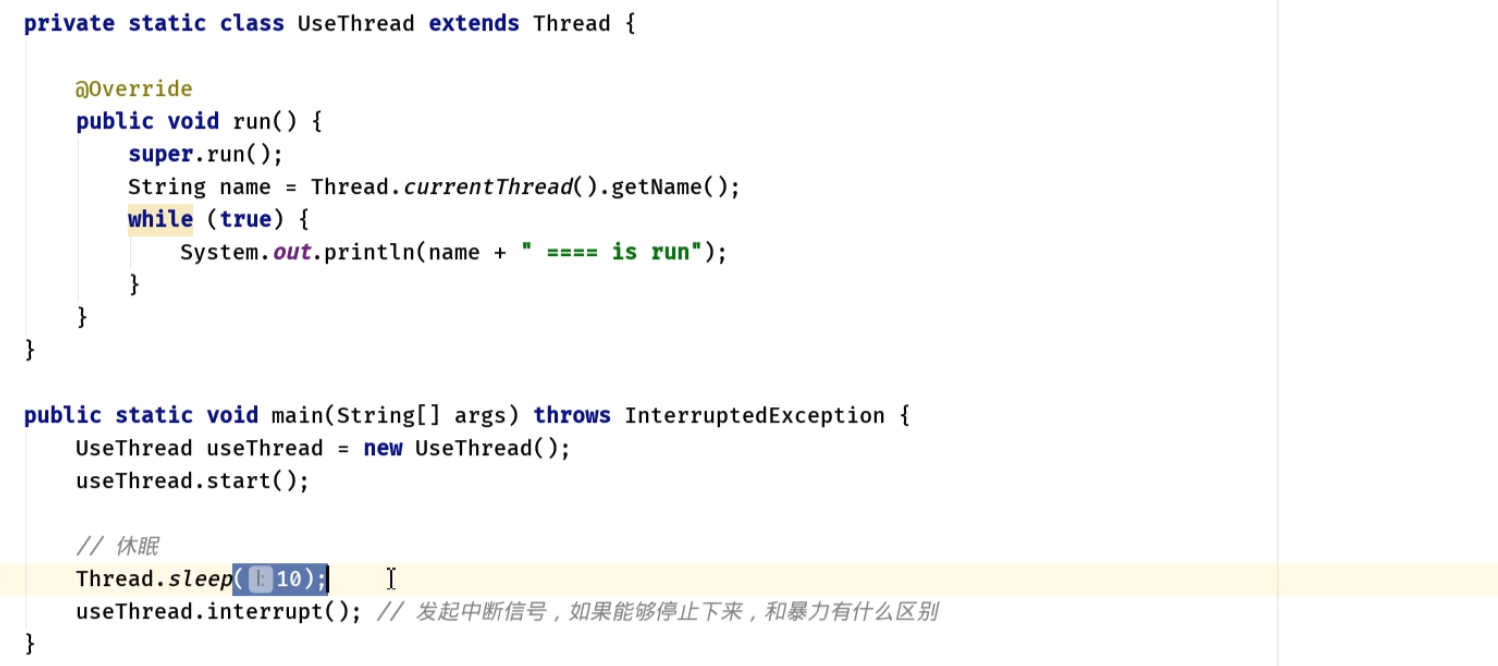 private static class UseThread extends Thread {
@Override
public void run() {
super.run();
String name = Thread.currentThread().getName();
while (true) {
System.out.println(name + " ==== is run");
}
}
}
public static void main(String[] args) throws InterruptedException {
UseThread useThread = new UseThread();
useThread.start();
// 休眠
Thread.sleep( l: 10);
useThread.interrupt(); // 发起中断信号，如果能够停止下来，和暴力有什么区别
}